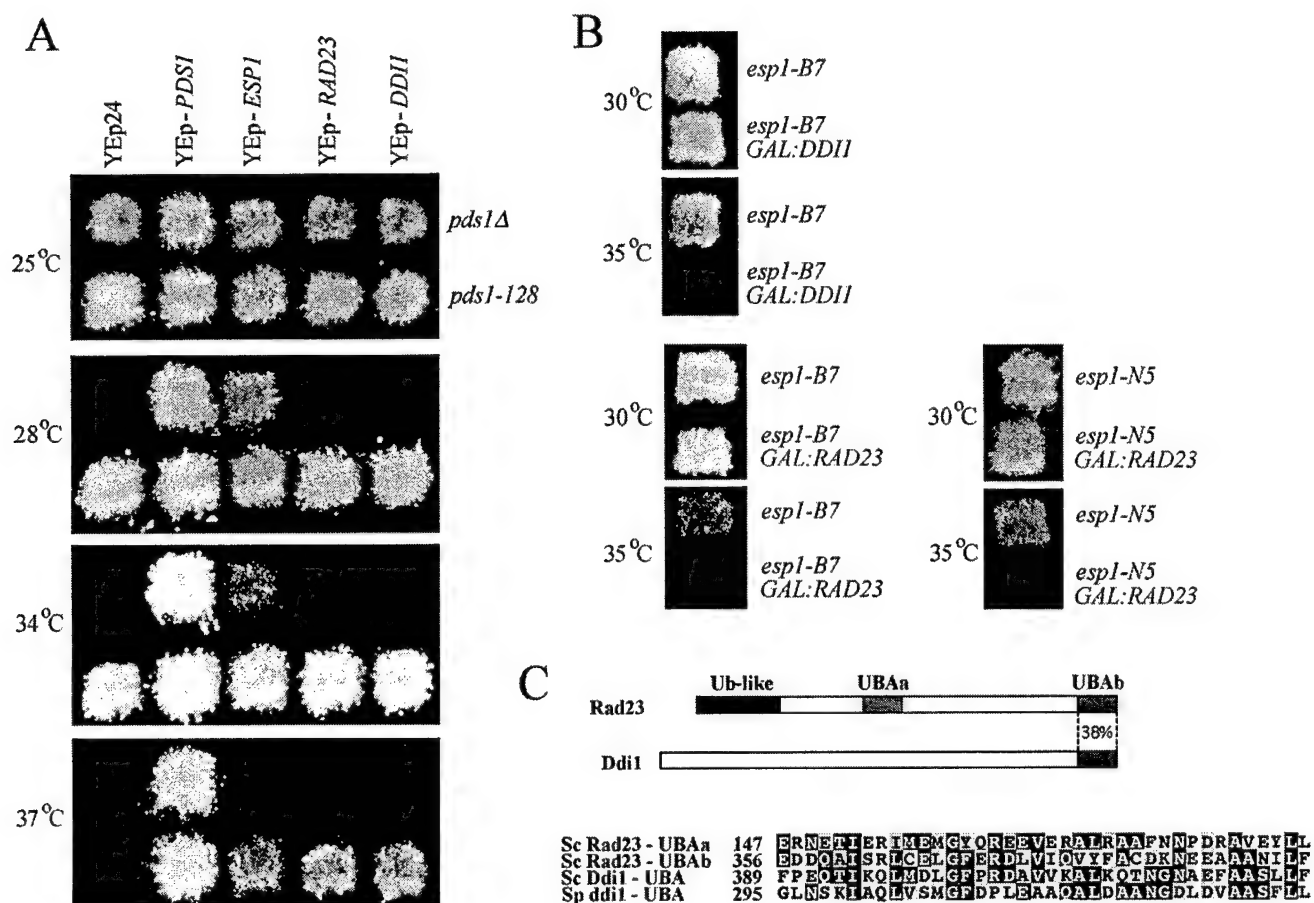 A
YEp24
YEp-PDS1
YEp-ESP1
YEp-RAD23
YEp-DDI1
25°C
pds1Δ
pds1-128
28°C
34°C
37°C
B
30°C
esp1-B7
esp1-B7
GAL:DDI1
35°C
esp1-B7
esp1-B7
GAL:DDI1
30°C
esp1-B7
esp1-B7
GAL:RAD23
35°C
esp1-B7
esp1-B7
GAL:RAD23
30°C
esp1-N5
esp1-N5
GAL:RAD23
35°C
esp1-N5
esp1-N5
GAL:RAD23
C
Ub-like UBAa UBAb
Rad23
38%
Ddi1
Sc Rad23 - UBAa 147 ERNETIERIMEMGYQREEVERALRAAFNNPDRAVEYLL
Sc Rad23 - UBAb 356 EDDQAISRLCELGFERDLVIQVYFACDKNEEAAANILF
Sc Ddi1 - UBA 389 FPEQTIKQLMDLGFPRDAVVKALKQTNGNAEFAASLLF
Sp ddi1 - UBA 295 GLNSKIAQLVSMGFDPLEAAQALDAANGDLDVAASFLL